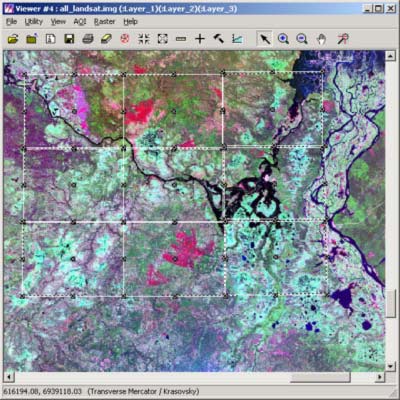 Viewer #4 : all_landsat.img (:Layer_1)(:Layer_2)(:Layer_3)
File Utility View AOI Raster Help
616194.08, 6939118.03 (Transverse Mercator / Krasovsky)